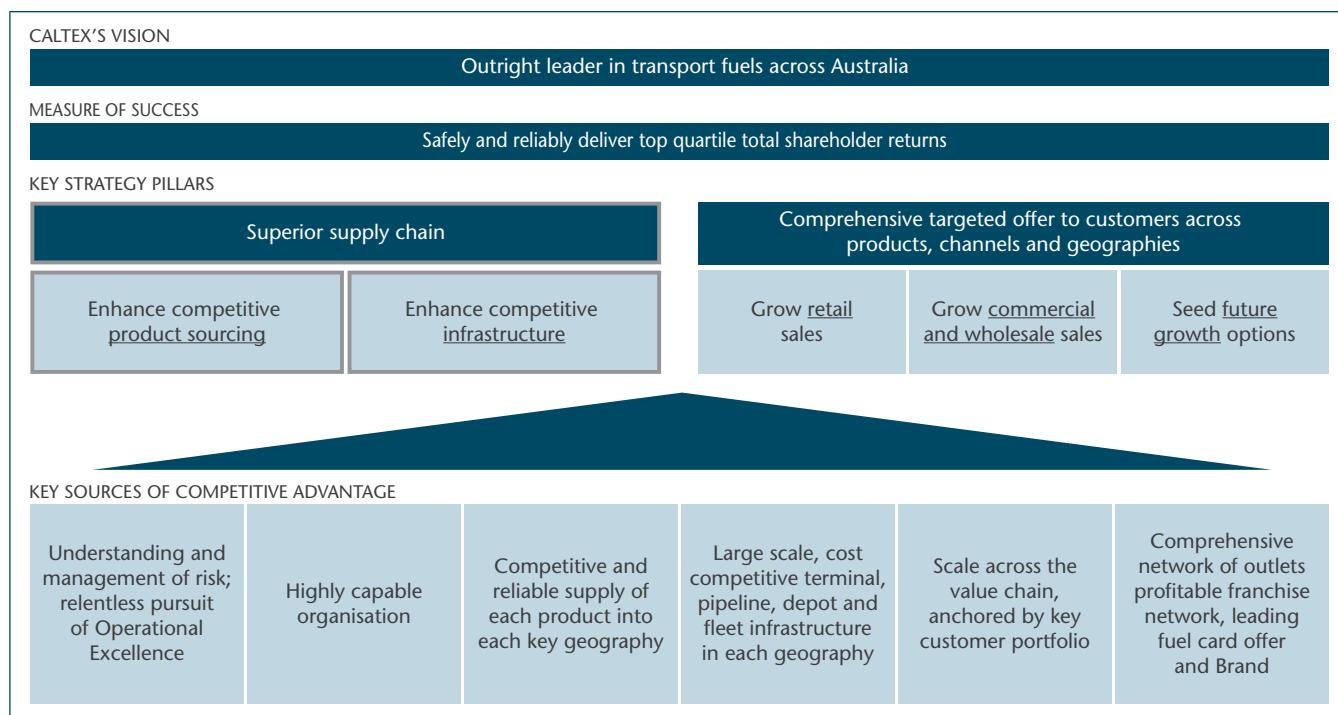 CALTEX'S VISION
Outright leader in transport fuels across Australia
MEASURE OF SUCCESS
Safely and reliably deliver top quartile total shareholder returns
KEY STRATEGY PILLARS
Superior supply chain
Comprehensive targeted offer to customers across
products, channels and geographies
Enhance competitive
product sourcing
Enhance competitive
infrastructure
Grow retail
sales
Grow commercial
and wholesale sales
Seed future
growth options
KEY SOURCES OF COMPETITIVE ADVANTAGE
Understanding and
management of risk;
relentless pursuit
of Operational
Excellence
Highly capable
organisation
Competitive and
reliable supply of
each product into
each key geography
Large scale, cost
competitive terminal,
pipeline, depot and
fleet infrastructure
in each geography
Scale across the
value chain,
anchored by key
customer portfolio
Comprehensive
network of outlets
profitable franchise
network, leading
fuel card offer
and Brand